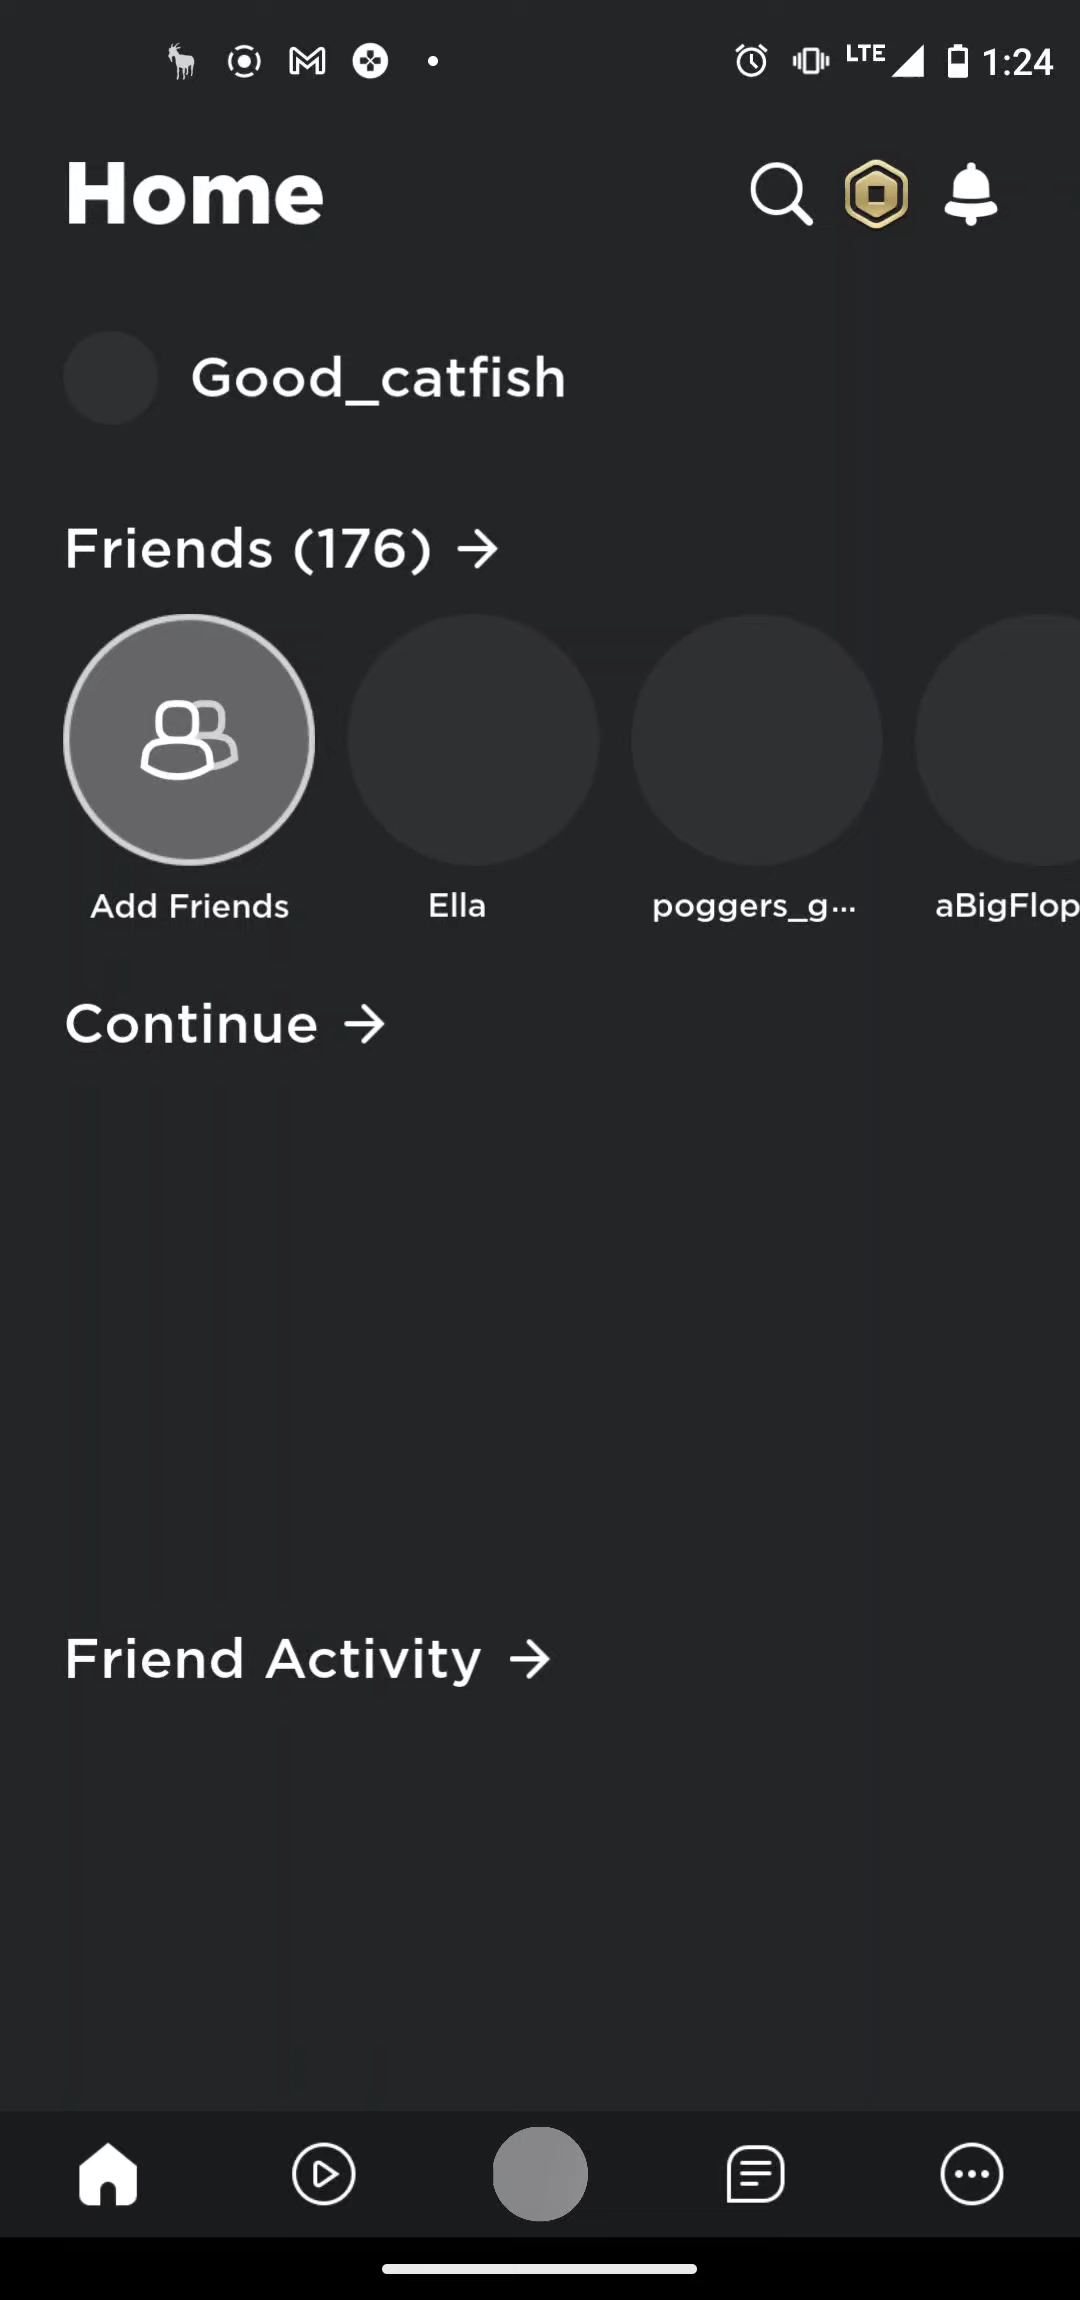 LTE 1:24
Home
Good_catfish
Friends (176)
Add Friends
Ella
poggers_g...
aBigFlop
Continue
Friend Activity